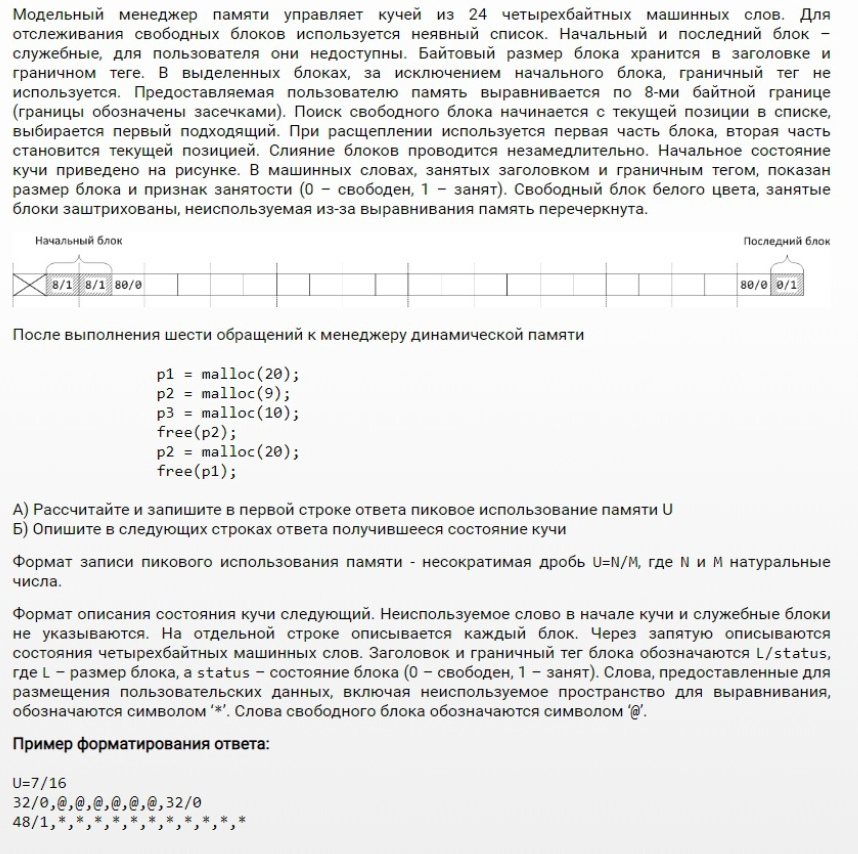 Модельный менеджер памяти управляет кучей из 24 четырехбайтных машинных слов. Для
отслеживания свободных блоков используется неявный список. Начальный и последний блок –
служебные, для пользователя они недоступны. Байтовый размер блока хранится в заголовке и
граничном теге. В выделенных блоках, за исключением начального блока, граничный тег не
используется. Предоставляемая пользователю память выравнивается по 8-ми байтной границе
(границы обозначены засечками). Поиск свободного блока начинается с текущей позиции в списке,
выбирается первый подходящий. При расщеплении используется первая часть блока, вторая часть
становится текущей позицией. Слияние блоков проводится незамедлительно. Начальное состояние
кучи приведено на рисунке. В машинных словах, занятых заголовком и граничным тегом, показан
размер блока и признак занятости (0 – свободен, 1 – занят). Свободный блок белого цвета, занятые
блоки заштрихованы, неиспользуемая из-за выравнивания память перечеркнута.
Начальный блок
Последний блок
8/1 8/1 80/0 80/0 0/1
После выполнения шести обращений к менеджеру динамической памяти
p1 = malloc(20);
p2 = malloc(9);
p3 = malloc(10);
free(p2);
p2 = malloc(20);
free(p1);
А) Рассчитайте и запишите в первой строке ответа пиковое использование памяти U
Б) Опишите в следующих строках ответа получившееся состояние кучи
Формат записи пикового использования памяти - несократимая дробь U=N/M, где N и M натуральные
числа.
Формат описания состояния кучи следующий. Неиспользуемое слово в начале кучи и служебные блоки
не указываются. На отдельной строке описывается каждый блок. Через запятую описываются
состояния четырехбайтных машинных слов. Заголовок и граничный тег блока обозначаются L/status,
где L – размер блока, а status – состояние блока (0 – свободен, 1 – занят). Слова, предоставленные для
размещения пользовательских данных, включая неиспользуемое пространство для выравнивания,
обозначаются символом ‘*’. Слова свободного блока обозначаются символом ‘@’.
Пример форматирования ответа:
U=7/16
32/0,@,@,@,@,@,@,32/0
48/1,*,*,*,*,*,*,*,*,*,*,*